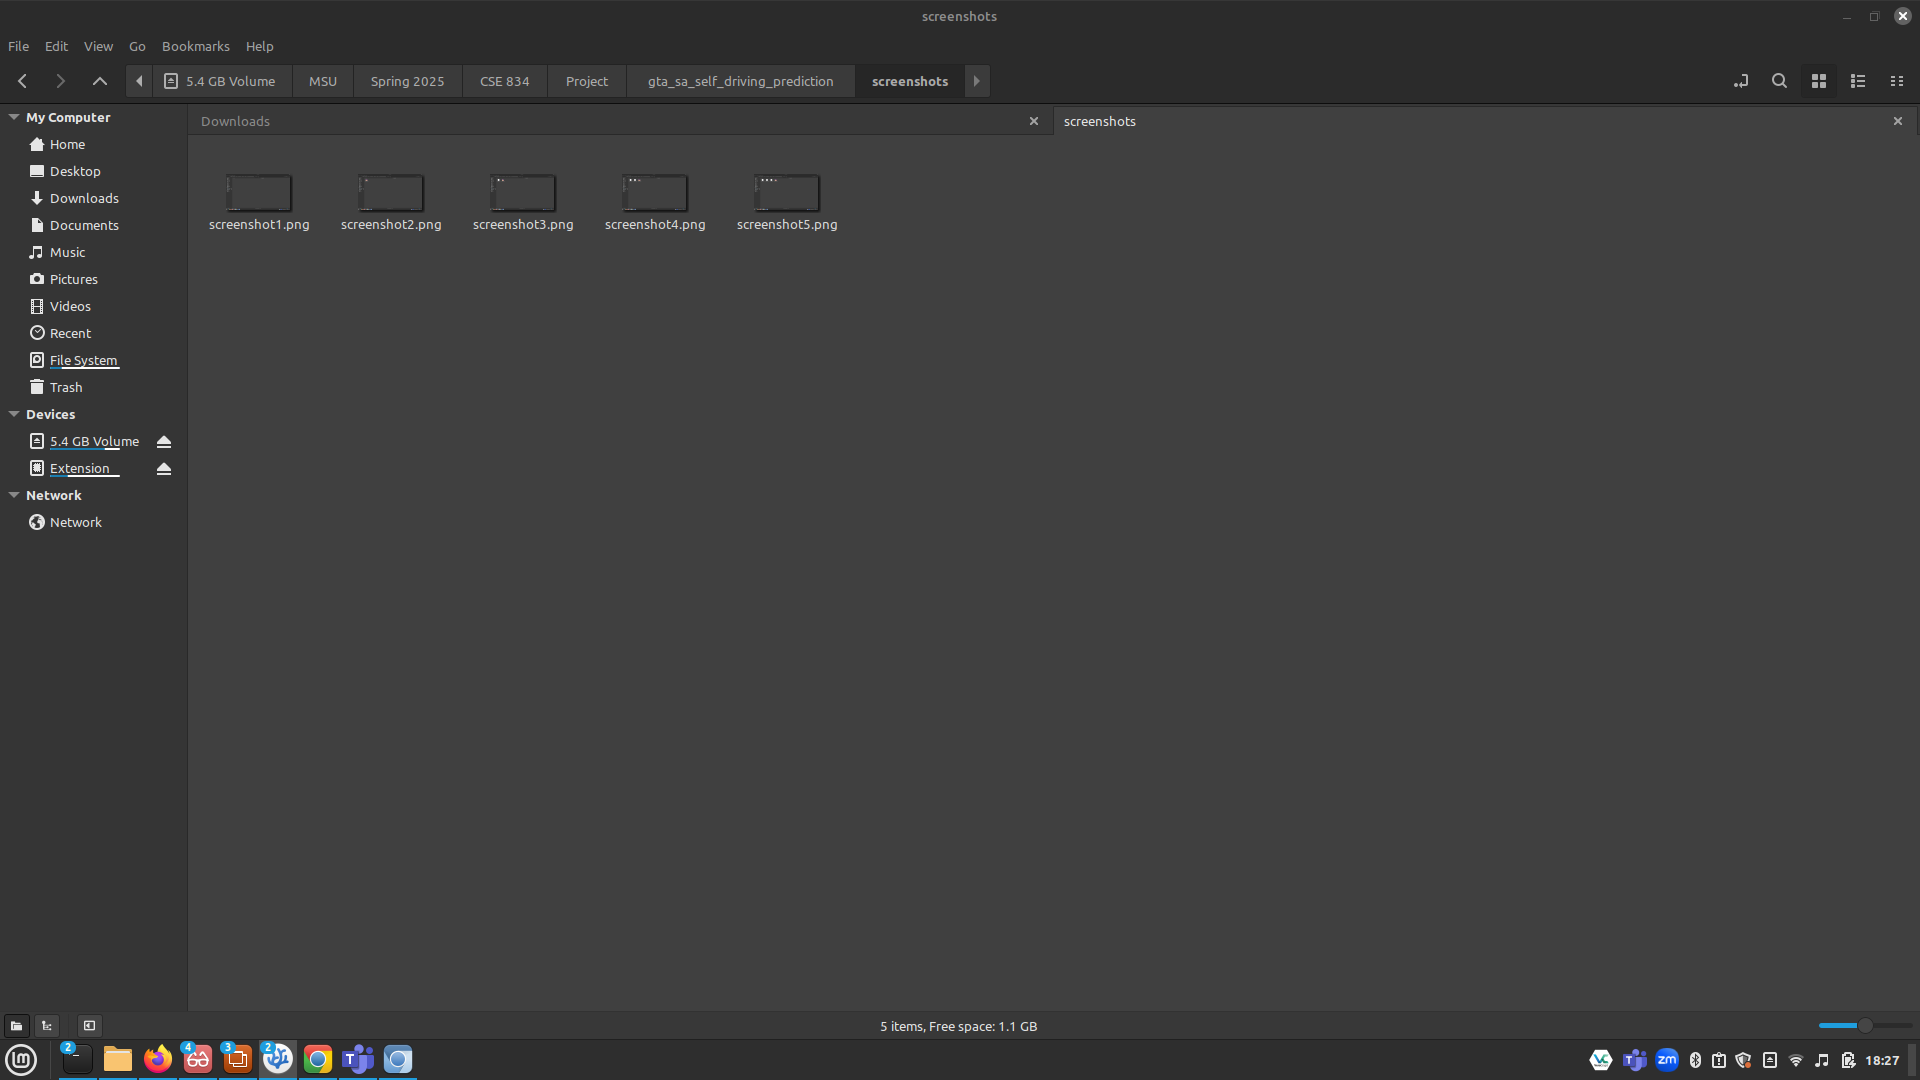 screenshots
File Edit View Go Bookmarks Help
5.4 GB Volume MSU Spring 2025 CSE 834 Project gta_sa_self_driving_prediction screenshots
My Computer
Home
Desktop
Downloads
Documents
Music
Pictures
Videos
Recent
File System
Trash
Devices
5.4 GB Volume
Extension
Network
Network
Downloads
screenshots
screenshot1.png screenshot2.png screenshot3.png screenshot4.png screenshot5.png
5 items, Free space: 1.1 GB
2 4 3 2
zm
18:27